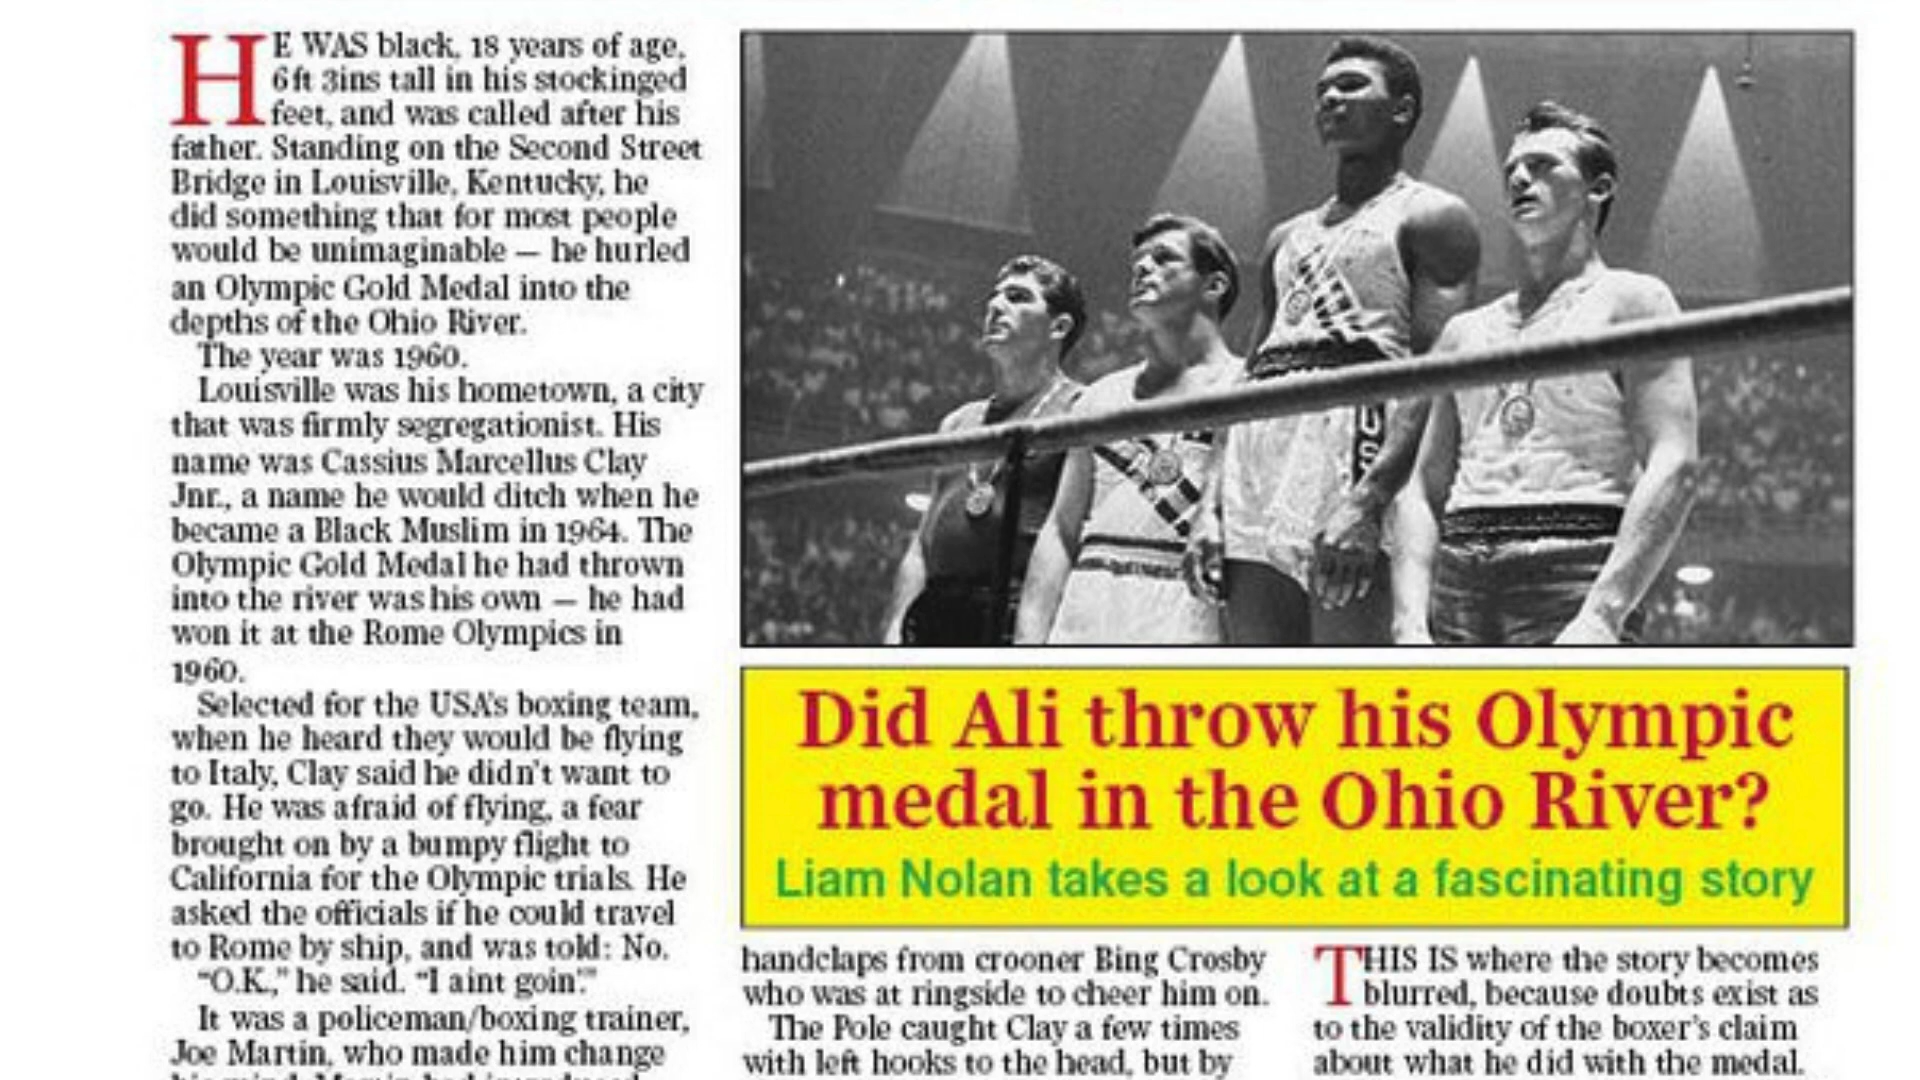 HE WAS black, 18 years of age,
6ft 3ins tall in his stockinged
feet, and was called after his
father. Standing on the Second Street
Bridge in Louisville, Kentucky, he
did something that for most people
would be unimaginable — he hurled
an Olympic Gold Medal into the
depths of the Ohio River.
The year was 1960.
Louisville was his hometown, a city
that was firmly segregationist. His
name was Cassius Marcellus Clay
Jnr., a name he would ditch when he
became a Black Muslim in 1964. The
Olympic Gold Medal he had thrown
into the river was his own — he had
won it at the Rome Olympics in
1960.
Selected for the USA's boxing team,
when he heard they would be flying
to Italy, Clay said he didn't want to
go. He was afraid of flying, a fear
brought on by a bumpy flight to
California for the Olympic trials. He
asked the officials if he could travel
to Rome by ship, and was told: No.
"O.K.," he said. "I aint goin'."
It was a policeman/boxing trainer,
Joe Martin, who made him change
Did Ali throw his Olympic
medal in the Ohio River?
Liam Nolan takes a look at a fascinating story
handclaps from crooner Bing Crosby
who was at ringside to cheer him on.
The Pole caught Clay a few times
with left hooks to the head, but by
THIS IS where the story becomes
blurred, because doubts exist as
to the validity of the boxer's claim
about what he did with the medal.